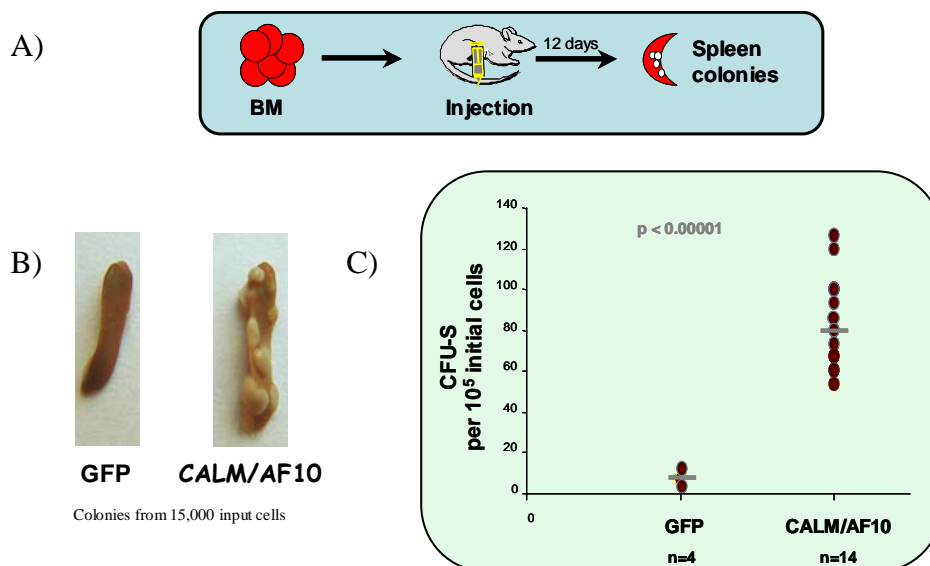 A)
BM
Injection
12 days
Spleen
colonies
B)
GFP
CALM/AF10
Colonies from 15,000 input cells
C)
CFU-S
per 10⁵ initial cells
140
120
100
80
60
40
20
0
p < 0.00001
0
GFP
CALM/AF10
n=4
n=14